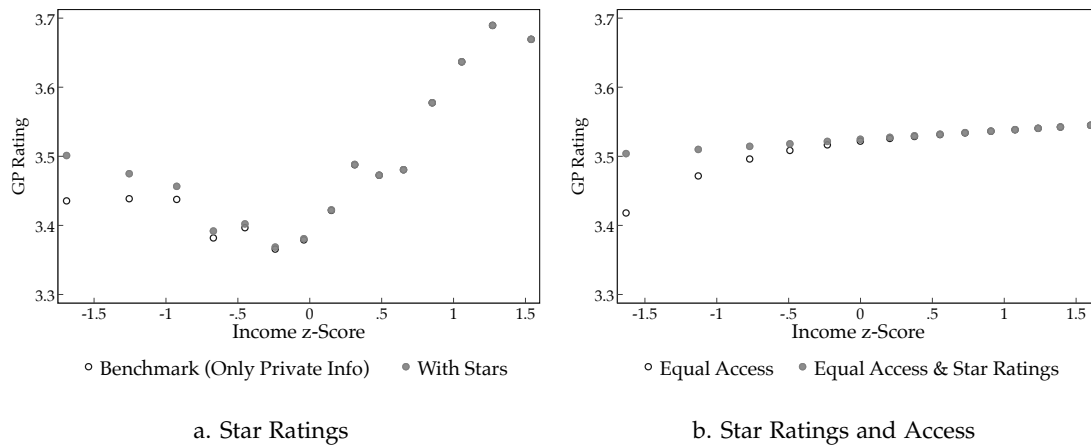 3.7
3.6
3.5
3.4
3.3
GP Rating
-1.5 -1 -.5 0 .5 1 1.5
Income z-Score
Benchmark (Only Private Info) With Stars
a. Star Ratings
3.7
3.6
3.5
3.4
3.3
GP Rating
-1.5 -1 -.5 0 .5 1 1.5
Income z-Score
Equal Access Equal Access & Star Ratings
b. Star Ratings and Access